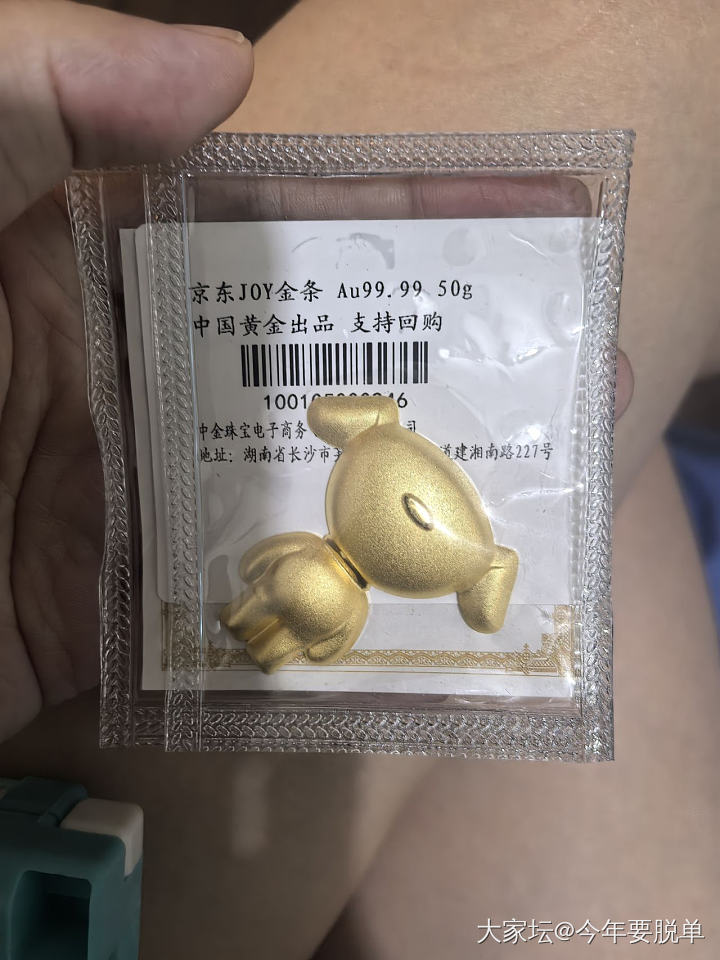 京东JOY金条 Au99.99 50g
中国黄金出品 支持回购
中金珠宝电子商务
司
地址：湖南省长沙市
道建湘南路227号
大家坛@今年要脱单